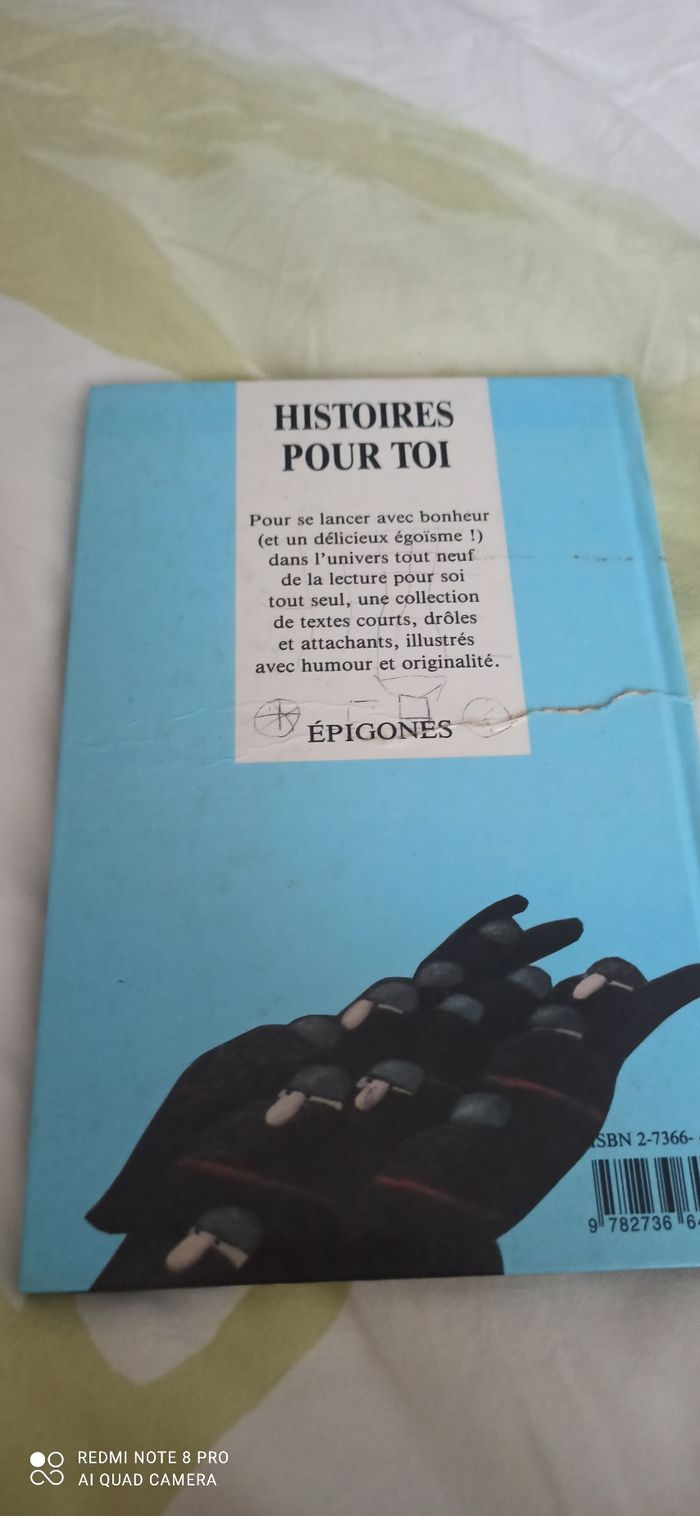 HISTOIRES
POUR TOI
Pour se lancer avec bonheur
(et un délicieux égoïsme !)
dans l'univers tout neuf
de la lecture pour soi
tout seul, une collection
de textes courts, drôles
et attachants, illustrés
avec humour et originalité.
ÉPIGONES
ISBN 2-7366-
9 782736 6
REDMI NOTE 8 PRO
AI QUAD CAMERA